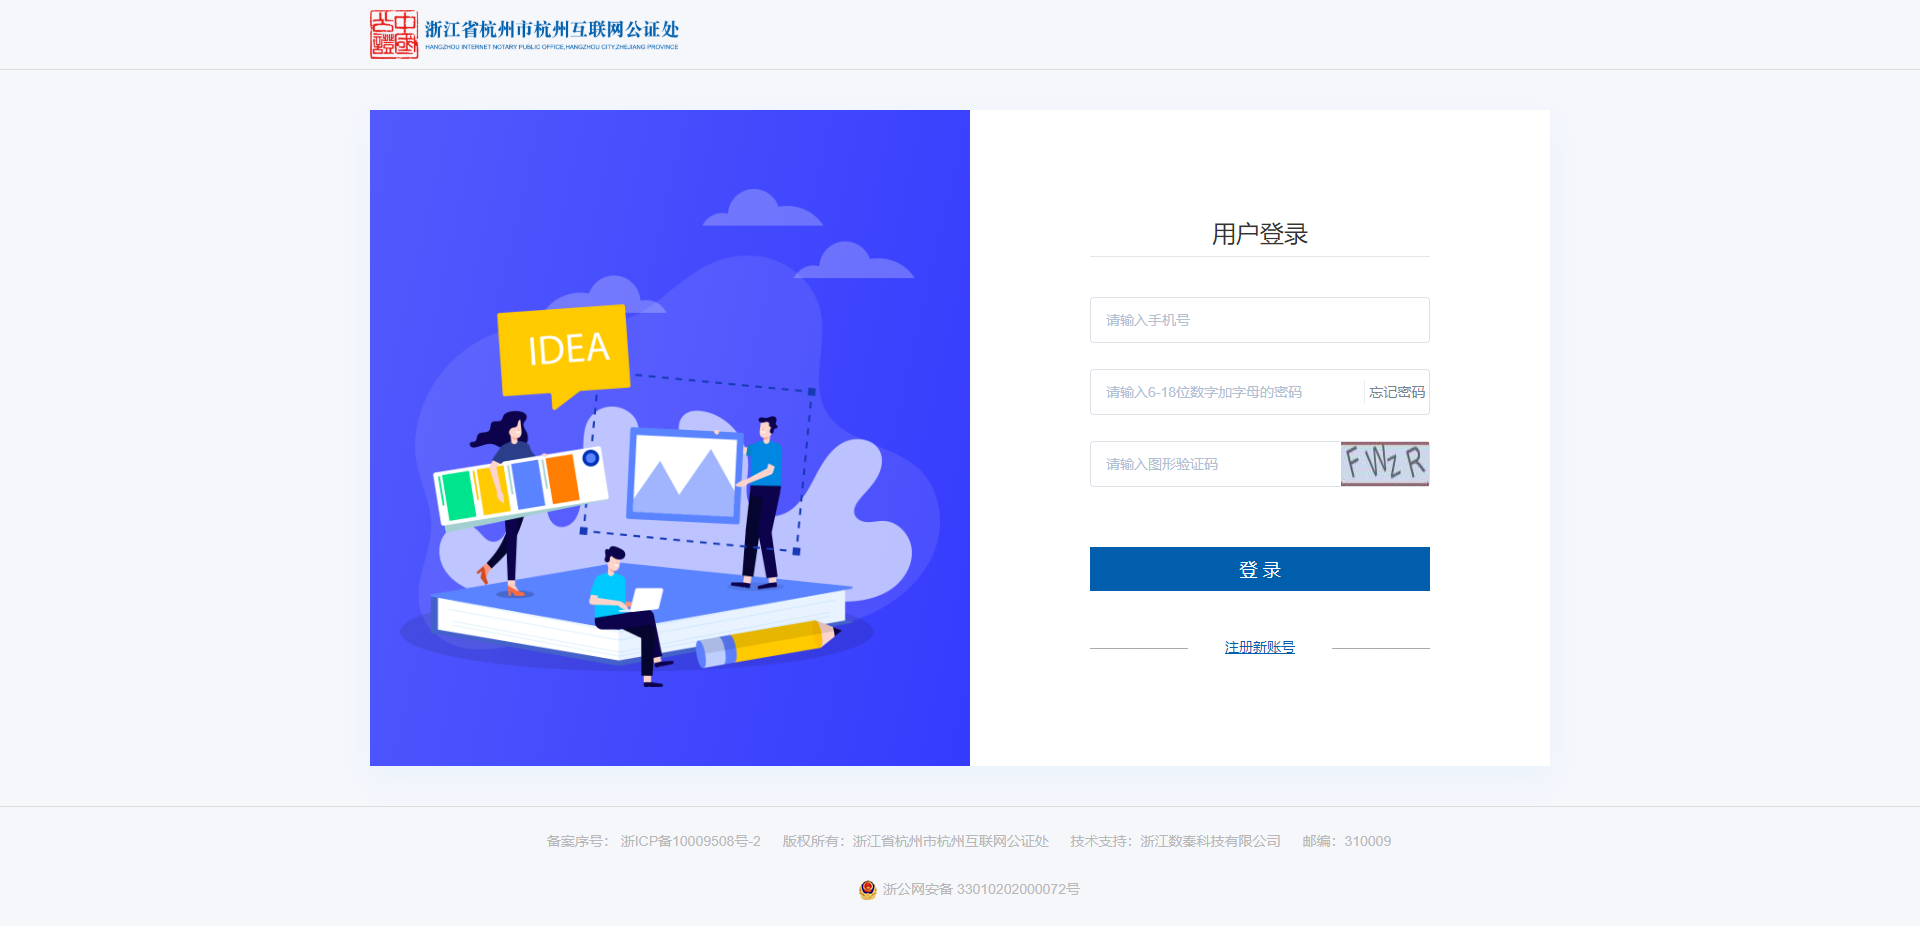 中國公證
浙江省杭州市杭州互联网公证处
HANGZHOU INTERNET NOTARY PUBLIC OFFICE,HANGZHOU CITY,ZHEJIANG PROVINCE
IDEA
用户登录
请输入手机号
请输入6-18位数字加字母的密码 忘记密码
请输入图形验证码 FWzR
登 录
注册新账号
备案序号： 浙ICP备10009508号-2 版权所有：浙江省杭州市杭州互联网公证处 技术支持：浙江数秦科技有限公司 邮编：310009
浙公网安备 33010202000072号